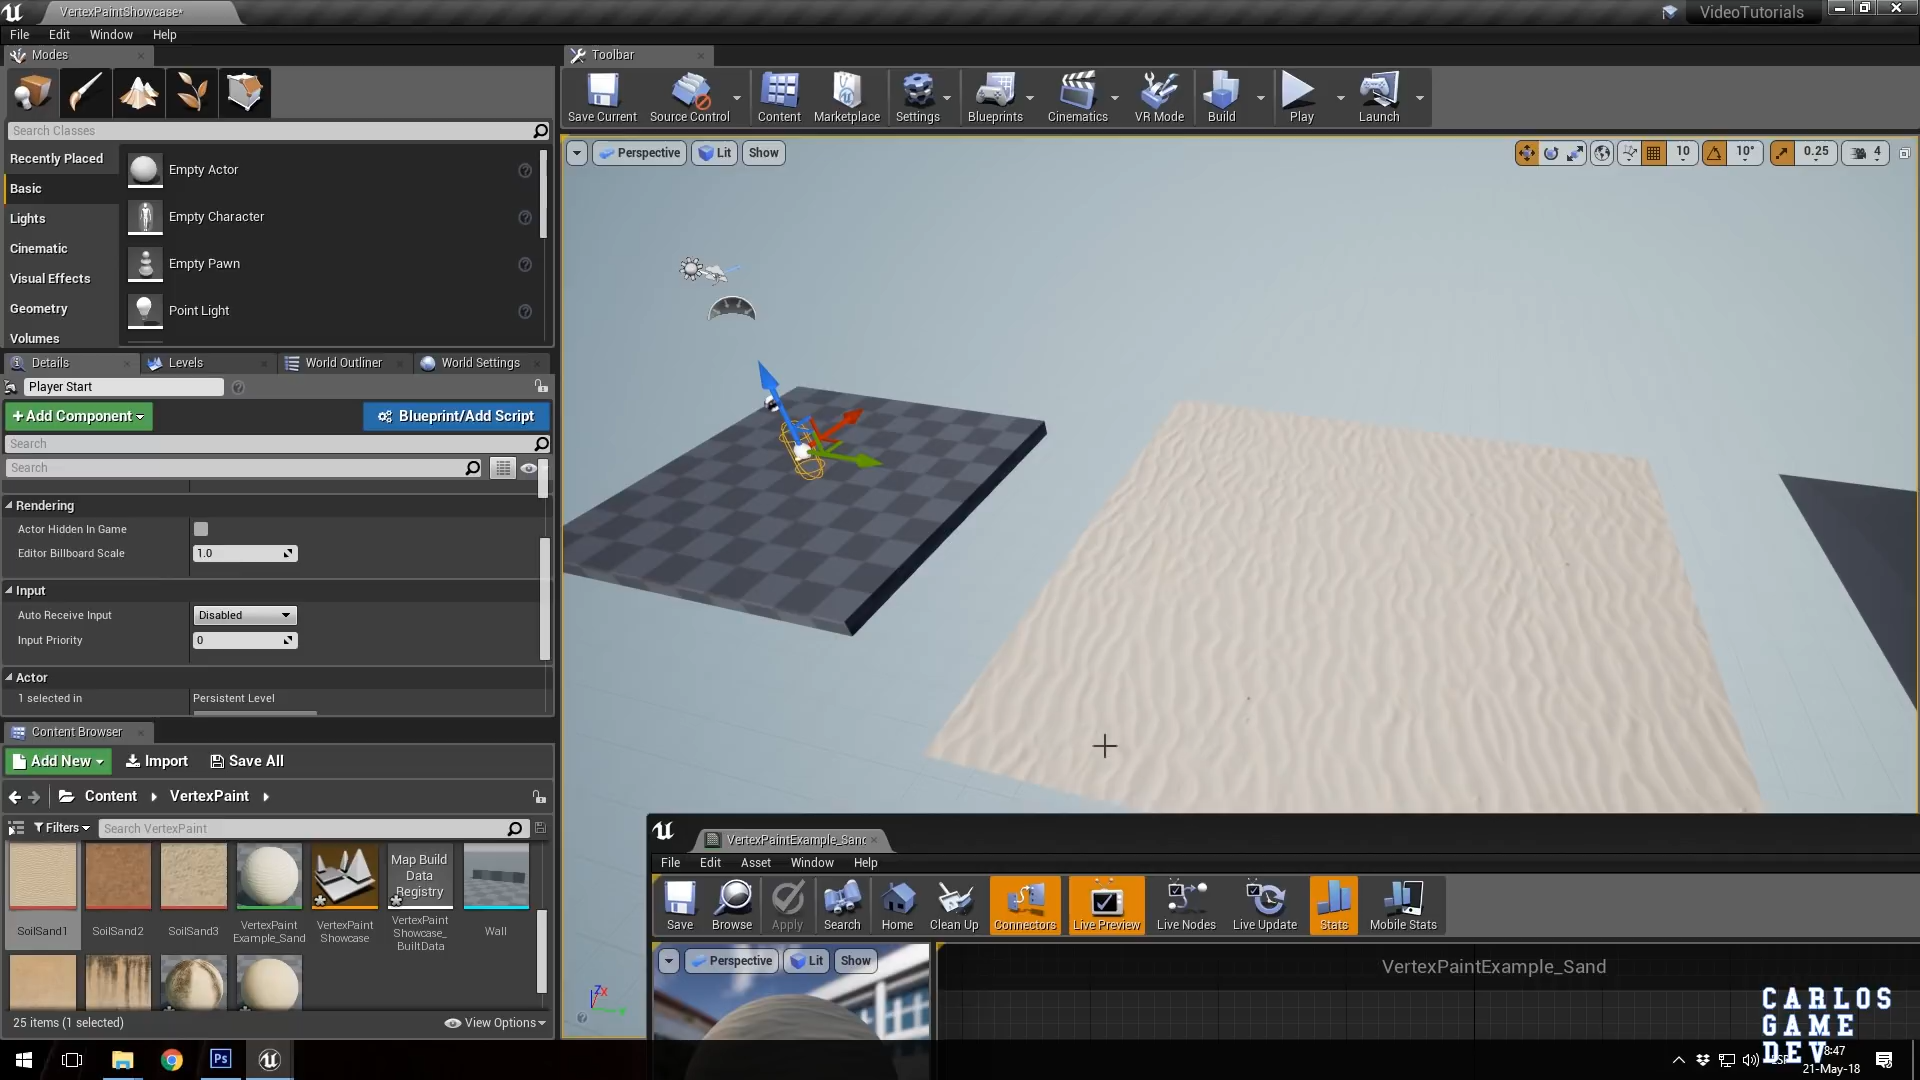 VertexPaintShowcase*
VideoTutorials
File Edit Window Help
Modes
Toolbar
Save Current
Source Control
Content
Marketplace
Settings
Blueprints
Cinematics
VR Mode
Build
Play
Launch
Search Classes
Recently Placed
Basic
Lights
Cinematic
Visual Effects
Geometry
Volumes
Empty Actor
Empty Character
Empty Pawn
Point Light
Perspective
Lit
Show
10
10°
0.25
4
Details
Levels
World Outliner
World Settings
Player Start
+Add Component
Blueprint/Add Script
Search
Search
Rendering
Actor Hidden In Game
Editor Billboard Scale 1.0
Input
Auto Receive Input Disabled
Input Priority 0
Actor
1 selected in Persistent Level
Content Browser
Add New
Import
Save All
Content
VertexPaint
Filters
Search VertexPaint
SoilSand1
SoilSand2
SoilSand3
VertexPaint
Example_Sand
VertexPaint
Showcase
Map Build
Data
Registry
VertexPaint
Showcase_
BuiltData
Wall
25 items (1 selected)
View Options
Z
X
VertexPaintExample_Sand
File Edit Asset Window Help
Save
Browse
Apply
Search
Home
Clean Up
Connectors
Live Preview
Live Nodes
Live Update
Stats
Mobile Stats
Perspective
Lit
Show
VertexPaintExample_Sand
CARLOS
GAME
DEV
Ps
8:47
21-May-18